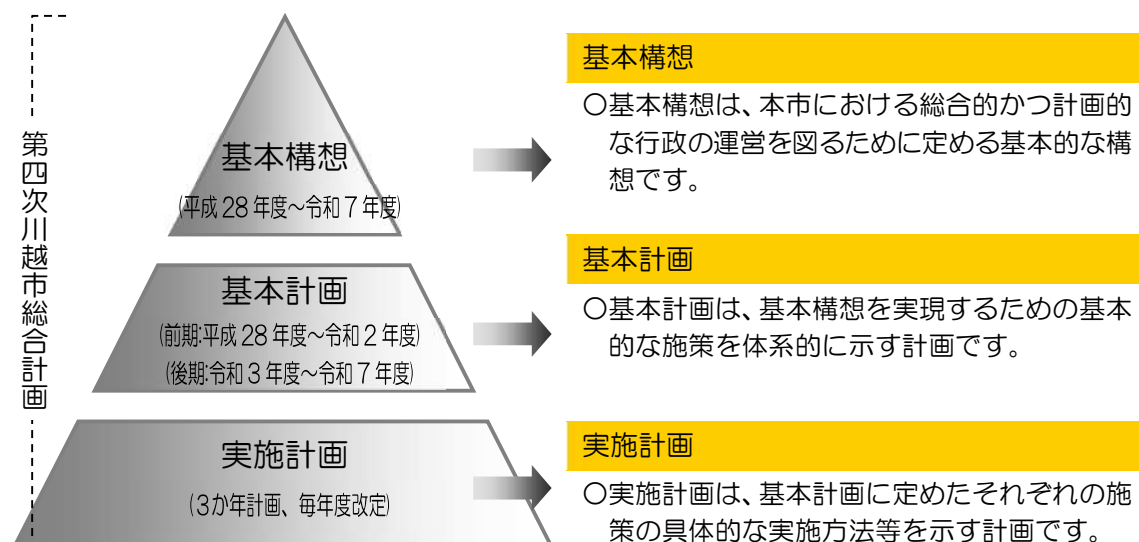 第四次川越市総合計画
基本構想
(平成28年度～令和7年度)
基本構想
○基本構想は、本市における総合的かつ計画的
な行政の運営を図るために定める基本的な構
想です。
基本計画
(前期:平成28年度～令和2年度)
(後期:令和3年度～令和7年度)
基本計画
○基本計画は、基本構想を実現するための基本
的な施策を体系的に示す計画です。
実施計画
(3か年計画、毎年度改定)
実施計画
○実施計画は、基本計画に定めたそれぞれの施
策の具体的な実施方法等を示す計画です。